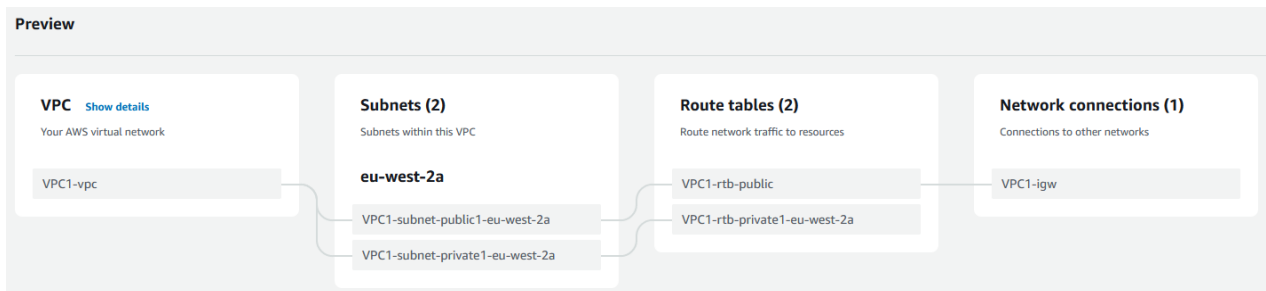 Preview
VPC Show details
Your AWS virtual network
VPC1-vpc
Subnets (2)
Subnets within this VPC
eu-west-2a
VPC1-subnet-public1-eu-west-2a
VPC1-subnet-private1-eu-west-2a
Route tables (2)
Route network traffic to resources
VPC1-rtb-public
VPC1-rtb-private1-eu-west-2a
Network connections (1)
Connections to other networks
VPC1-igw